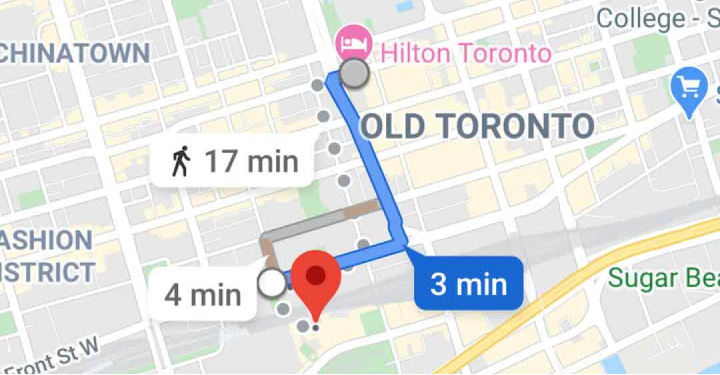 College - S
CHINATOWN
Hilton Toronto
S
OLD TORONTO
17 min
ASHION
ISTRICT
4 min
3 min
Sugar Bea
Front St W